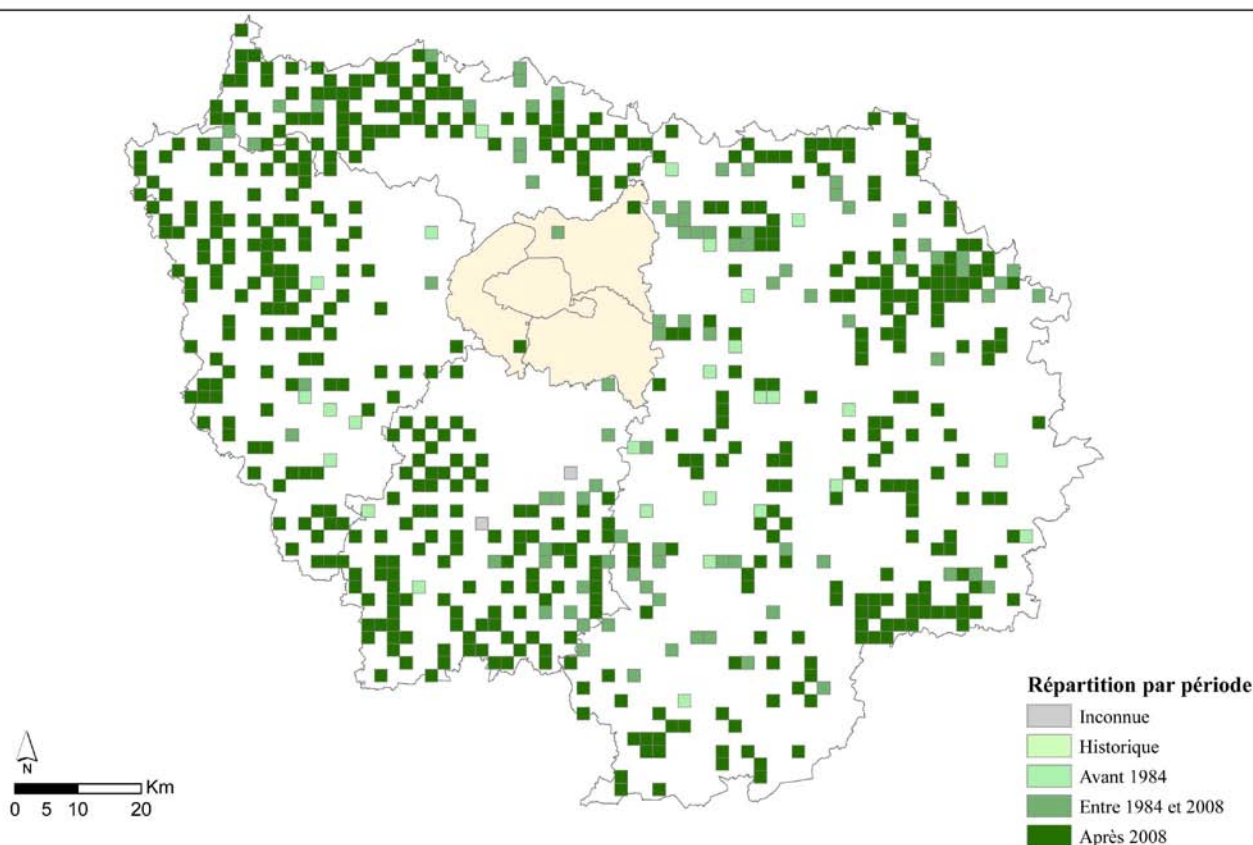 Répartition par période
Inconnue
Historique
Avant 1984
Entre 1984 et 2008
Après 2008
N
Km
0 5 10 20